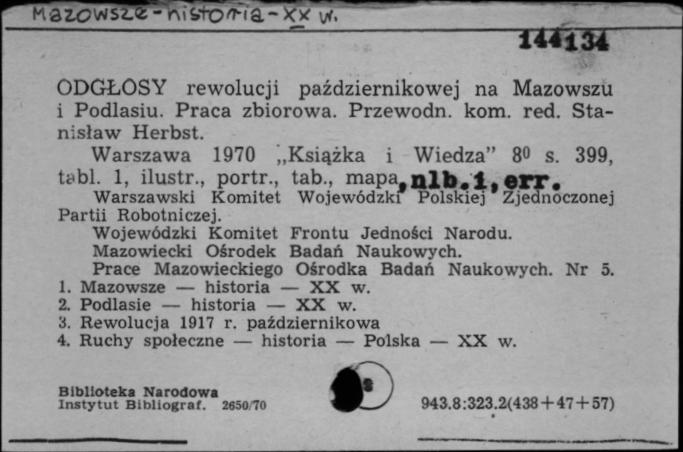 Mazowsze-historia-XX w.
144134
ODGŁOSY rewolucji październikowej na Mazowszu
i Podlasiu. Praca zbiorowa. Przewodn. kom. red. Sta-
nisław Herbst.
Warszawa 1970 „Książka i Wiedza” 8⁰ s. 399,
tabl. 1, ilustr., portr., tab., mapa, nlb. 1, err.
Warszawski Komitet Wojewódzki Polskiej Zjednoczonej
Partii Robotniczej.
Wojewódzki Komitet Frontu Jedności Narodu.
Mazowiecki Ośrodek Badań Naukowych.
Prace Mazowieckiego Ośrodka Badań Naukowych. Nr 5.
1. Mazowsze — historia — XX w.
2. Podlasie — historia — XX w.
3. Rewolucja 1917 r. październikowa
4. Ruchy społeczne — historia — Polska — XX w.
Biblioteka Narodowa
Instytut Bibliograf. 2650/70
s
943.8:323.2(438+47+57)